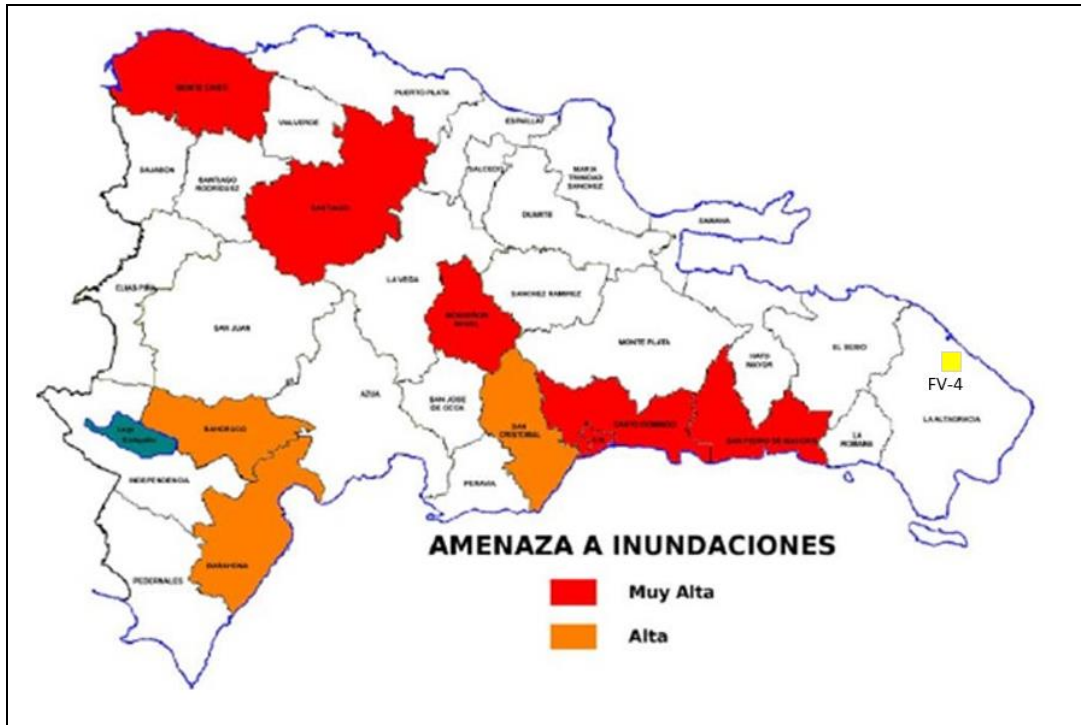 MONTE CRISTI
PUERTO PLATA
VALVERDE
ESPAILLAT
DAJABON
SANTIAGO
RODRIGUEZ
SALCEDO
MARIA
TRINIDAD
SANCHEZ
SANTIAGO
DUARTE
SAMANA
ELIAS PIÑA
LA VEGA
SANCHEZ RAMIREZ
SAN JUAN
MONSEÑOR
NOUEL
MONTE PLATA
HATO
MAYOR
EL SEIBO
FV-4
AZUA
SAN JOSE
DE OCOA
SAN
CRISTOBAL
SANTO DOMINGO
SAN PEDRO DE MACORIS
LA
ROMANA
LA ALTAGRACIA
Lago
Enriquillo
BAHORUCO
INDEPENDENCIA
PERAVIA
BARAHONA
PEDERNALES
AMENAZA A INUNDACIONES
Muy Alta
Alta